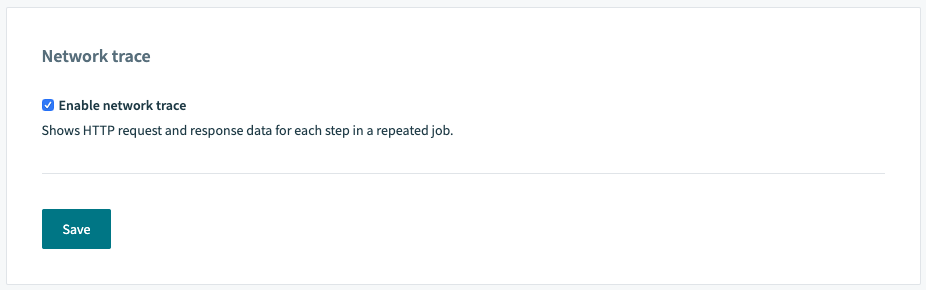 Network trace
Enable network trace
Shows HTTP request and response data for each step in a repeated job.
Save